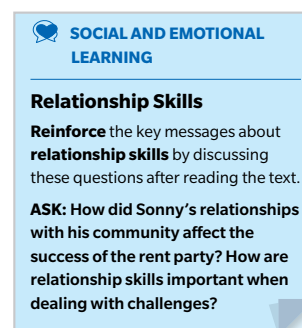 SOCIAL AND EMOTIONAL
LEARNING
Relationship Skills
Reinforce the key messages about
relationship skills by discussing
these questions after reading the text.
ASK: How did Sonny’s relationships
with his community affect the
success of the rent party? How are
relationship skills important when
dealing with challenges?